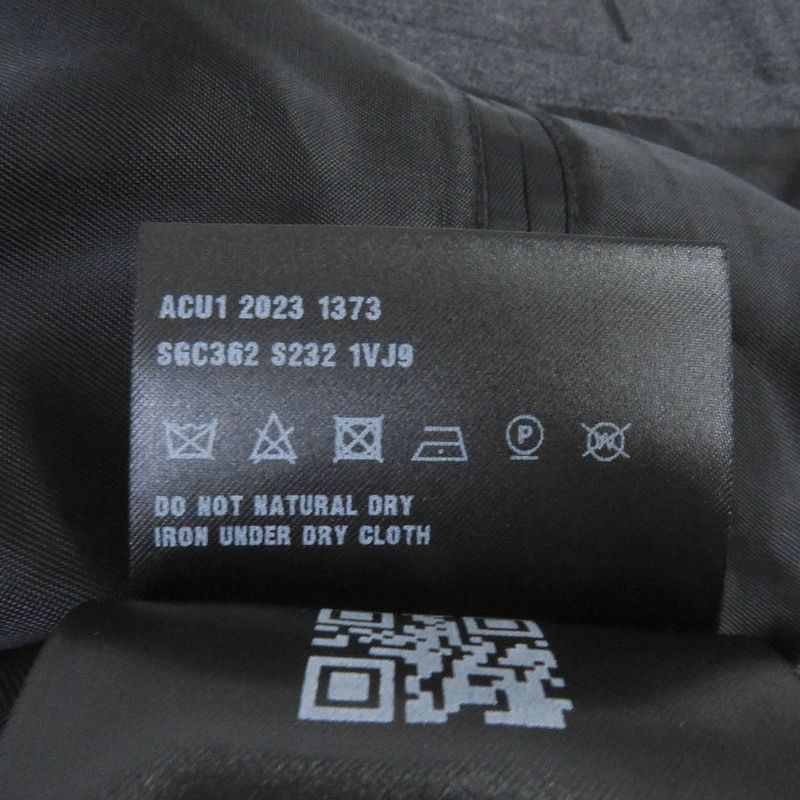 ACU1 2023 1373
SGC362 S232 1VJ9
P
W
DO NOT NATURAL DRY
IRON UNDER DRY CLOTH